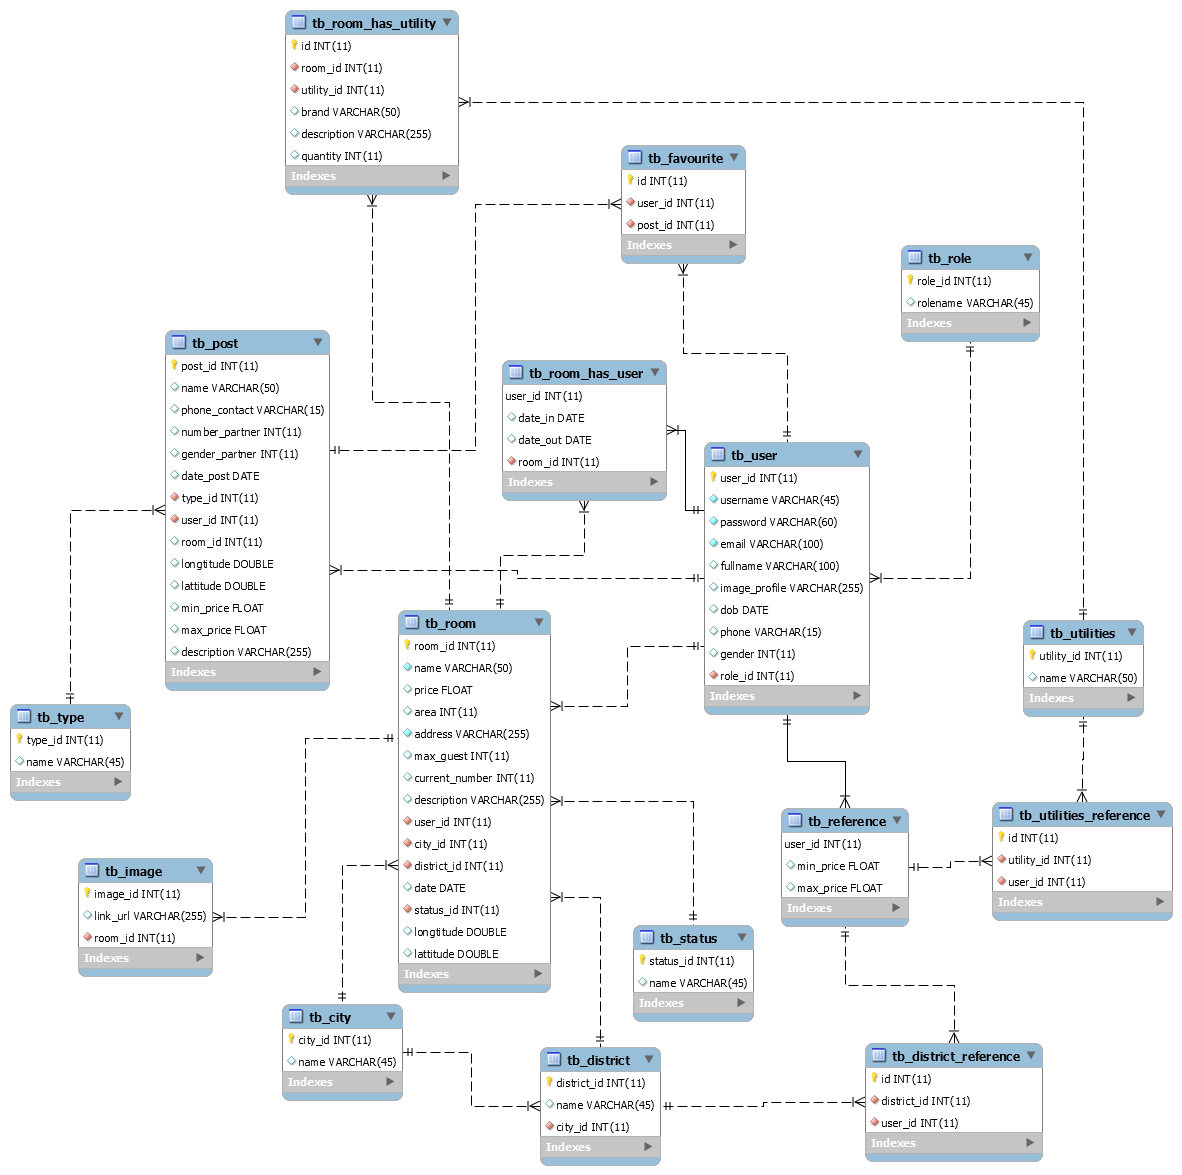 tb_room_has_utility
id INT(11)
room_id INT(11)
utility_id INT(11)
brand VARCHAR(50)
description VARCHAR(255)
quantity INT(11)
Indexes
tb_favourite
id INT(11)
user_id INT(11)
post_id INT(11)
Indexes
tb_role
role_id INT(11)
rolename VARCHAR(45)
Indexes
tb_post
post_id INT(11)
name VARCHAR(50)
phone_contact VARCHAR(15)
number_partner INT(11)
gender_partner INT(11)
date_post DATE
type_id INT(11)
user_id INT(11)
room_id INT(11)
longtitude DOUBLE
lattitude DOUBLE
min_price FLOAT
max_price FLOAT
description VARCHAR(255)
Indexes
tb_room_has_user
user_id INT(11)
date_in DATE
date_out DATE
room_id INT(11)
Indexes
tb_user
user_id INT(11)
username VARCHAR(45)
password VARCHAR(60)
email VARCHAR(100)
fullname VARCHAR(100)
image_profile VARCHAR(255)
dob DATE
phone VARCHAR(15)
gender INT(11)
role_id INT(11)
Indexes
tb_room
room_id INT(11)
name VARCHAR(50)
price FLOAT
area INT(11)
address VARCHAR(255)
max_guest INT(11)
current_number INT(11)
description VARCHAR(255)
user_id INT(11)
city_id INT(11)
district_id INT(11)
date DATE
status_id INT(11)
longtitude DOUBLE
lattitude DOUBLE
Indexes
tb_utilities
utility_id INT(11)
name VARCHAR(50)
Indexes
tb_type
type_id INT(11)
name VARCHAR(45)
Indexes
tb_reference
user_id INT(11)
min_price FLOAT
max_price FLOAT
Indexes
tb_utilities_reference
id INT(11)
utility_id INT(11)
user_id INT(11)
Indexes
tb_image
image_id INT(11)
link_url VARCHAR(255)
room_id INT(11)
Indexes
tb_status
status_id INT(11)
name VARCHAR(45)
Indexes
tb_city
city_id INT(11)
name VARCHAR(45)
Indexes
tb_district
district_id INT(11)
name VARCHAR(45)
city_id INT(11)
Indexes
tb_district_reference
id INT(11)
district_id INT(11)
user_id INT(11)
Indexes